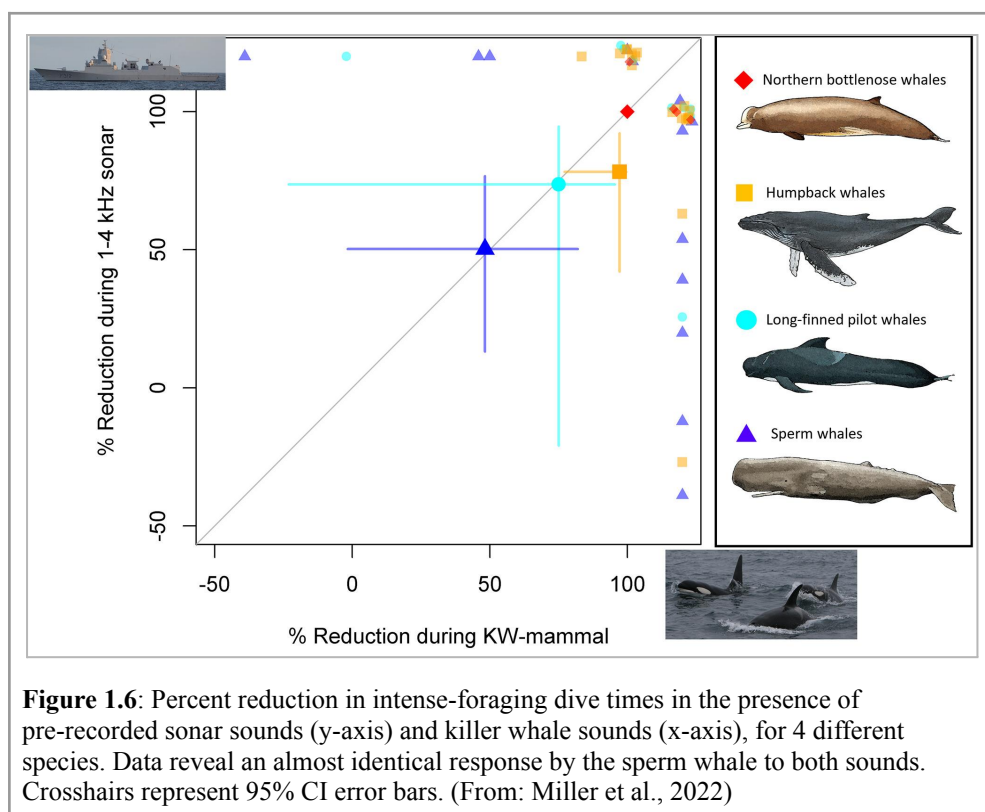 % Reduction during 1-4 kHz sonar
100
50
0
-50
-50 0 50 100
% Reduction during KW-mammal
Northern bottlenose whales
Humpback whales
Long-finned pilot whales
Sperm whales
Figure 1.6: Percent reduction in intense-foraging dive times in the presence of
pre-recorded sonar sounds (y-axis) and killer whale sounds (x-axis), for 4 different
species. Data reveal an almost identical response by the sperm whale to both sounds.
Crosshairs represent 95% CI error bars. (From: Miller et al., 2022)